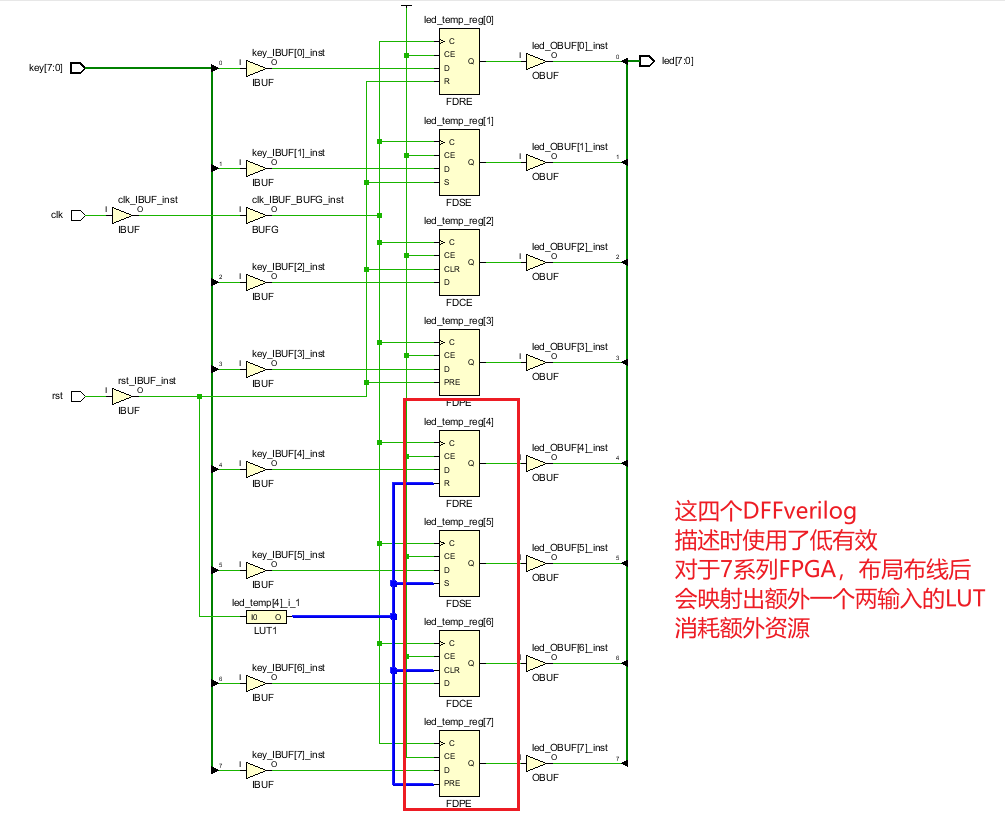 led_temp_reg[0]
key_IBUF[0]_inst
led_OBUF[0]_inst
key[7:0]
0
I
O
IBUF
C
CE
D
R
Q
FDRE
I
O
OBUF
0
led[7:0]
led_temp_reg[1]
key_IBUF[1]_inst
led_OBUF[1]_inst
1
I
O
IBUF
C
CE
D
S
Q
FDSE
I
O
OBUF
1
clk
clk_IBUF_inst
I
O
IBUF
clk_IBUF_BUFG_inst
I
O
BUFG
led_temp_reg[2]
key_IBUF[2]_inst
led_OBUF[2]_inst
2
I
O
IBUF
C
CE
CLR
D
Q
FDCE
I
O
OBUF
2
led_temp_reg[3]
key_IBUF[3]_inst
led_OBUF[3]_inst
3
I
O
IBUF
C
CE
D
PRE
Q
FDPE
I
O
OBUF
3
rst
rst_IBUF_inst
I
O
IBUF
led_temp_reg[4]
key_IBUF[4]_inst
led_OBUF[4]_inst
4
I
O
IBUF
C
CE
D
R
Q
FDRE
I
O
OBUF
4
led_temp_reg[5]
key_IBUF[5]_inst
led_OBUF[5]_inst
5
I
O
IBUF
C
CE
D
S
Q
FDSE
I
O
OBUF
5
led_temp[4]_i_1
I0
O
LUT1
led_temp_reg[6]
key_IBUF[6]_inst
led_OBUF[6]_inst
6
I
O
IBUF
C
CE
CLR
D
Q
FDCE
I
O
OBUF
6
led_temp_reg[7]
key_IBUF[7]_inst
led_OBUF[7]_inst
7
I
O
IBUF
C
CE
D
PRE
Q
FDPE
I
O
OBUF
7
这四个DFFverilog
描述时使用了低有效
对于7系列FPGA，布局布线后
会映射出额外一个两输入的LUT
消耗额外资源